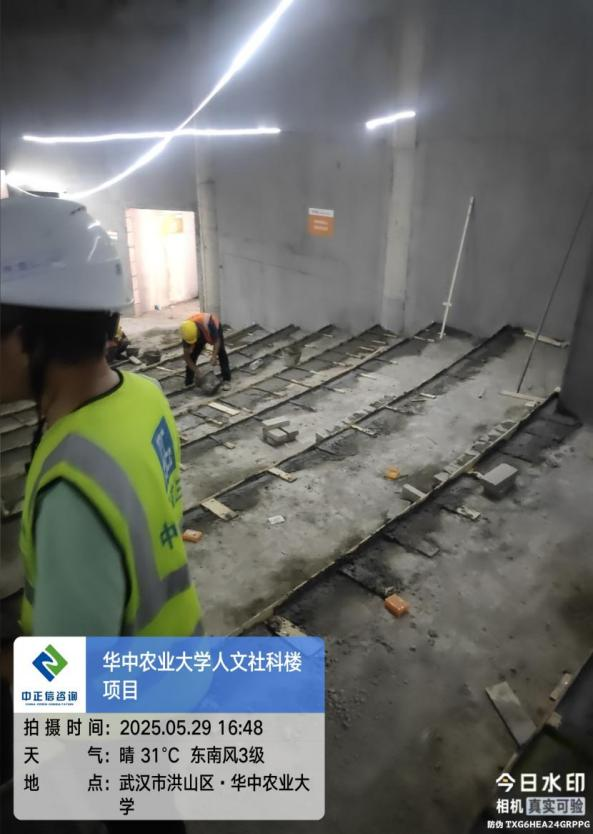 中
中正信咨询
华中农业大学人文社科楼
项目
拍摄时间：2025.05.29 16:48
天 气：晴 31°C 东南风3级
地 点：武汉市洪山区·华中农业大
学
今日水印
相机 真实可验
防伪 TXG6HEA24GRPPG